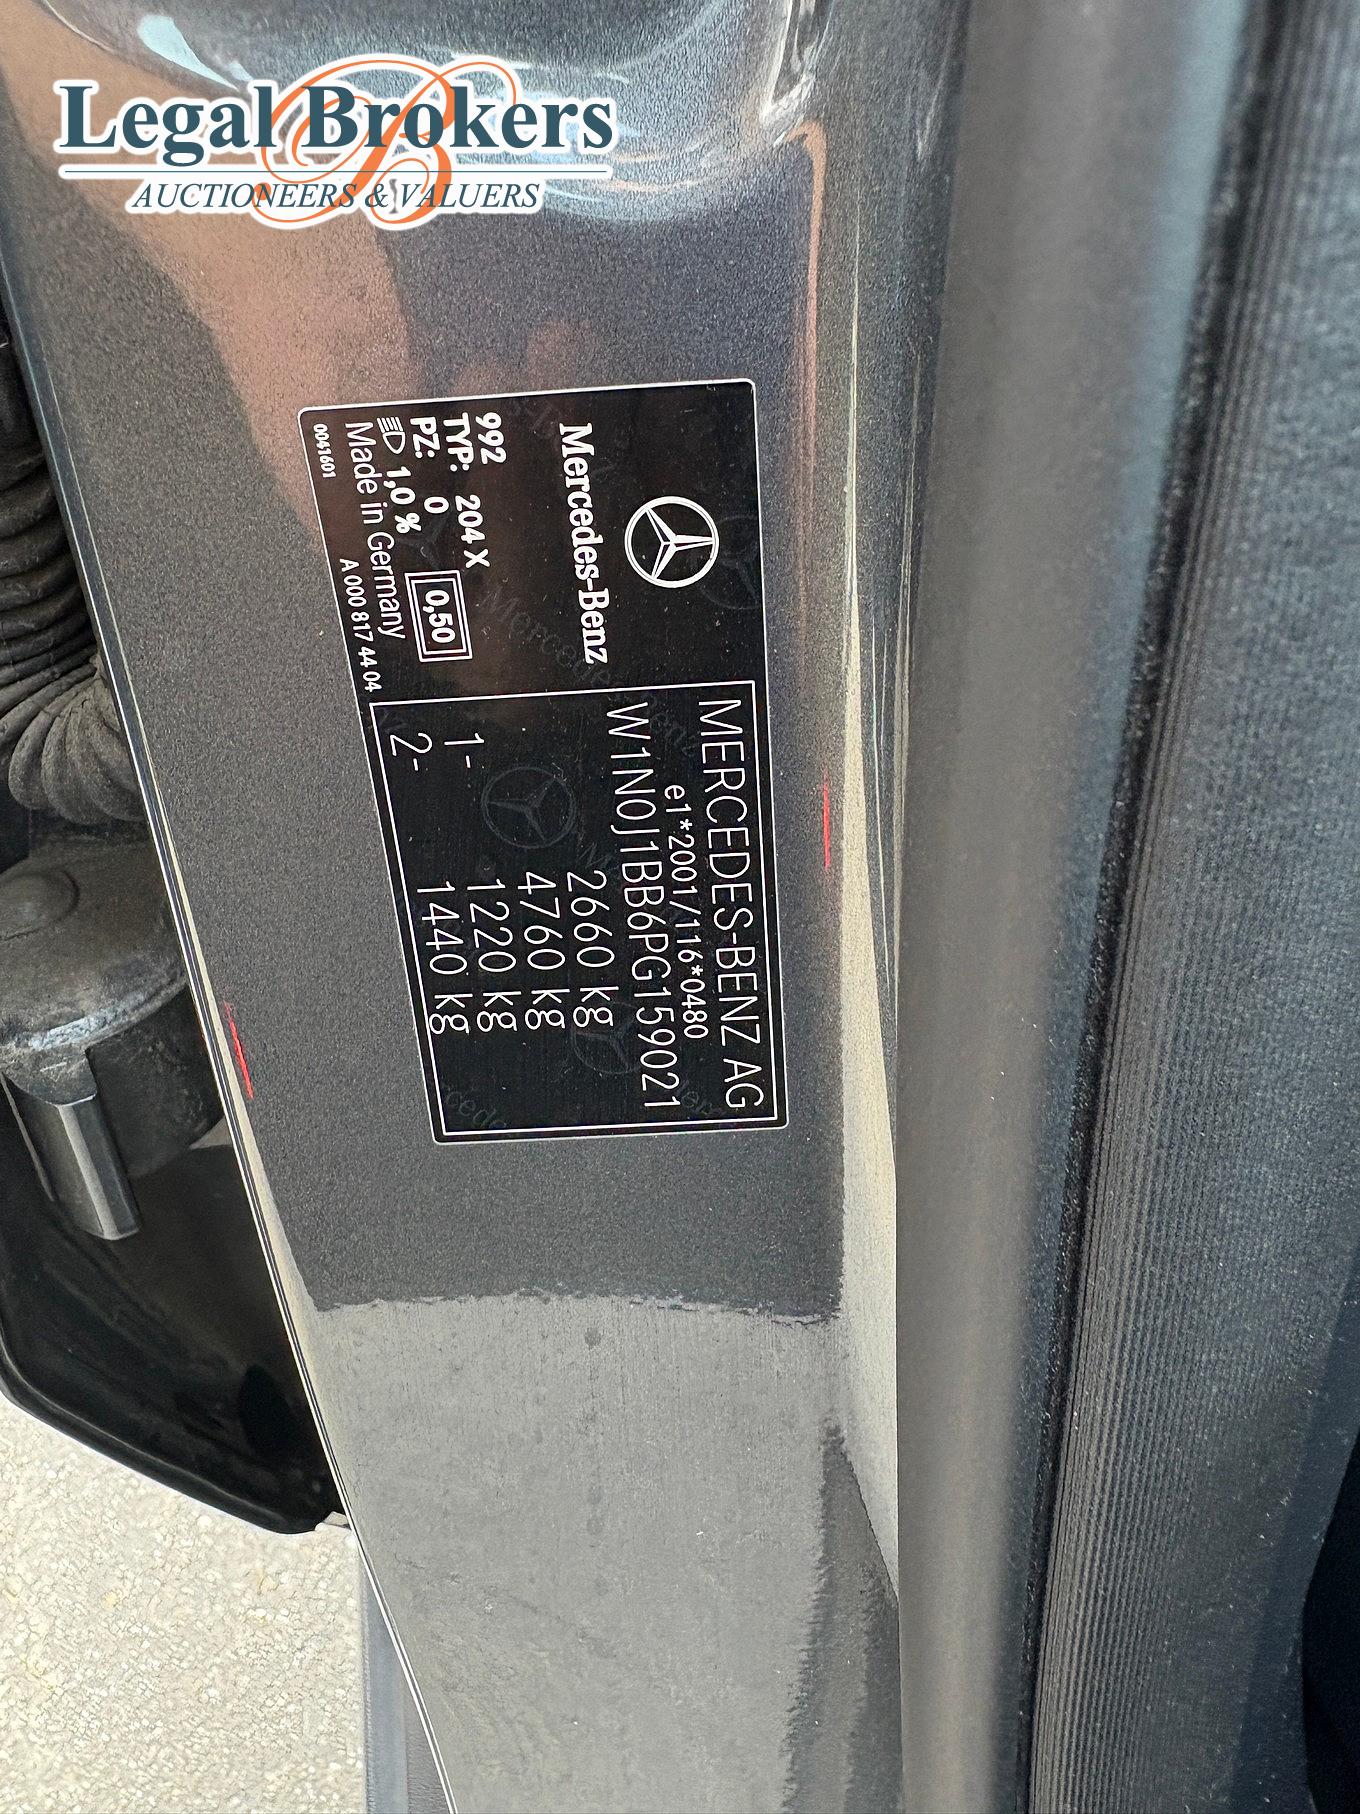 Legal Brokers
AUCTIONEERS & VALUERS
Mercedes-Benz
992
TYP: 204 X
PZ: 0
1,0 %
0,50
Made in Germany
0041601
A 000 817 44 04
MERCEDES-BENZ AG
e1*2001/116*0480
W1N0J1BB6PG159021
2660 kg
4760 kg
1- 1220 kg
2- 1440 kg